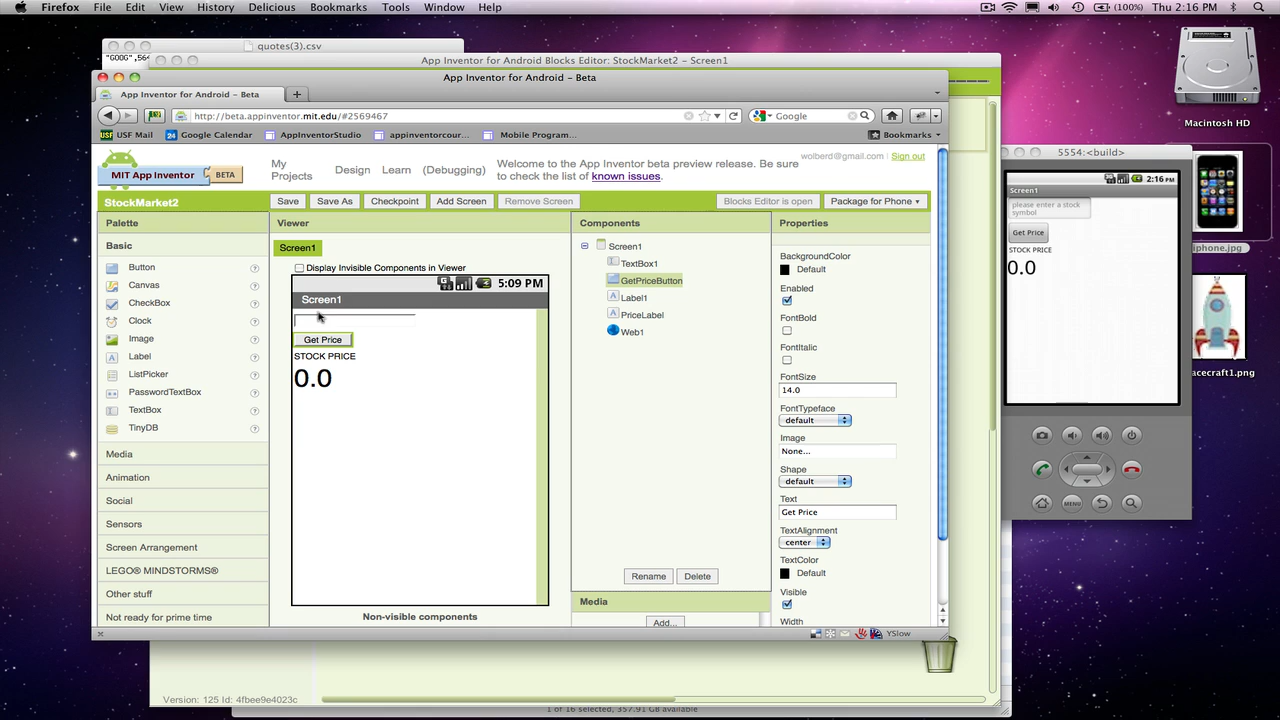 Firefox File Edit View History Delicious Bookmarks Tools Window Help (100%) Thu 2:16 PM
quotes(3).csv
"GOOG",564
App Inventor for Android Blocks Editor: StockMarket2 - Screen1
App Inventor for Android - Beta
App Inventor for Android - Beta
http://beta.appinventor.mit.edu/#2569467
Google
USF Mail 24 Google Calendar AppInventorStudio appinventorcour... Mobile Program... Bookmarks
MIT App Inventor BETA
My Projects
Design Learn (Debugging)
Welcome to the App Inventor beta preview release. Be sure
to check the list of known issues.
wolberd@gmail.com | Sign out
StockMarket2
Save Save As Checkpoint Add Screen Remove Screen Blocks Editor is open Package for Phone
Palette
Basic
Button
Canvas
CheckBox
Clock
Image
Label
ListPicker
PasswordTextBox
TextBox
TinyDB
Media
Animation
Social
Sensors
Screen Arrangement
LEGO® MINDSTORMS®
Other stuff
Not ready for prime time
Viewer
Screen1
Display Invisible Components in Viewer
5:09 PM
Screen1
Get Price
STOCK PRICE
0.0
Non-visible components
Components
Screen1
TextBox1
GetPriceButton
Label1
PriceLabel
Web1
Rename Delete
Media
Add...
Properties
BackgroundColor
Default
Enabled
FontBold
FontItalic
FontSize
14.0
FontTypeface
default
Image
None...
Shape
default
Text
Get Price
TextAlignment
center
TextColor
Default
Visible
Width
YSlow
Version: 125 Id: 4fbee9e4023c
1 of 16 selected, 357.91 GB available
5554:<build>
2:16 PM
Screen1
please enter a stock
symbol
Get Price
STOCK PRICE
0.0
MENU
Macintosh HD
iphone.jpg
acecraft1.png